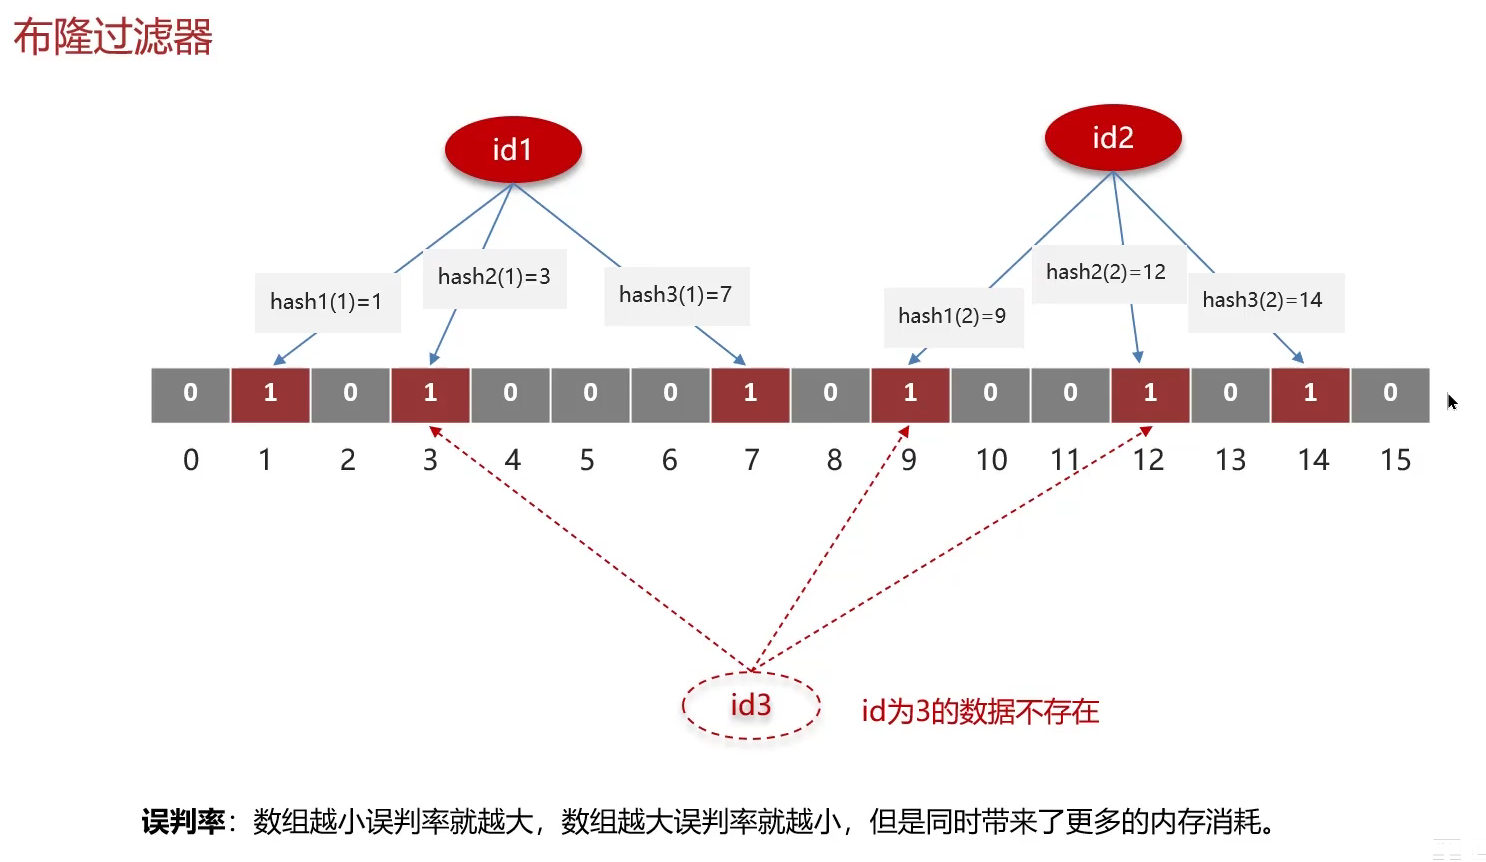 布隆过滤器
id1
id2
hash1(1)=1
hash2(1)=3
hash3(1)=7
hash1(2)=9
hash2(2)=12
hash3(2)=14
0 1 0 1 0 0 0 1 0 1 0 0 1 0 1 0
0 1 2 3 4 5 6 7 8 9 10 11 12 13 14 15
id3
id为3的数据不存在
误判率：数组越小误判率就越大，数组越大误判率就越小，但是同时带来了更多的内存消耗。